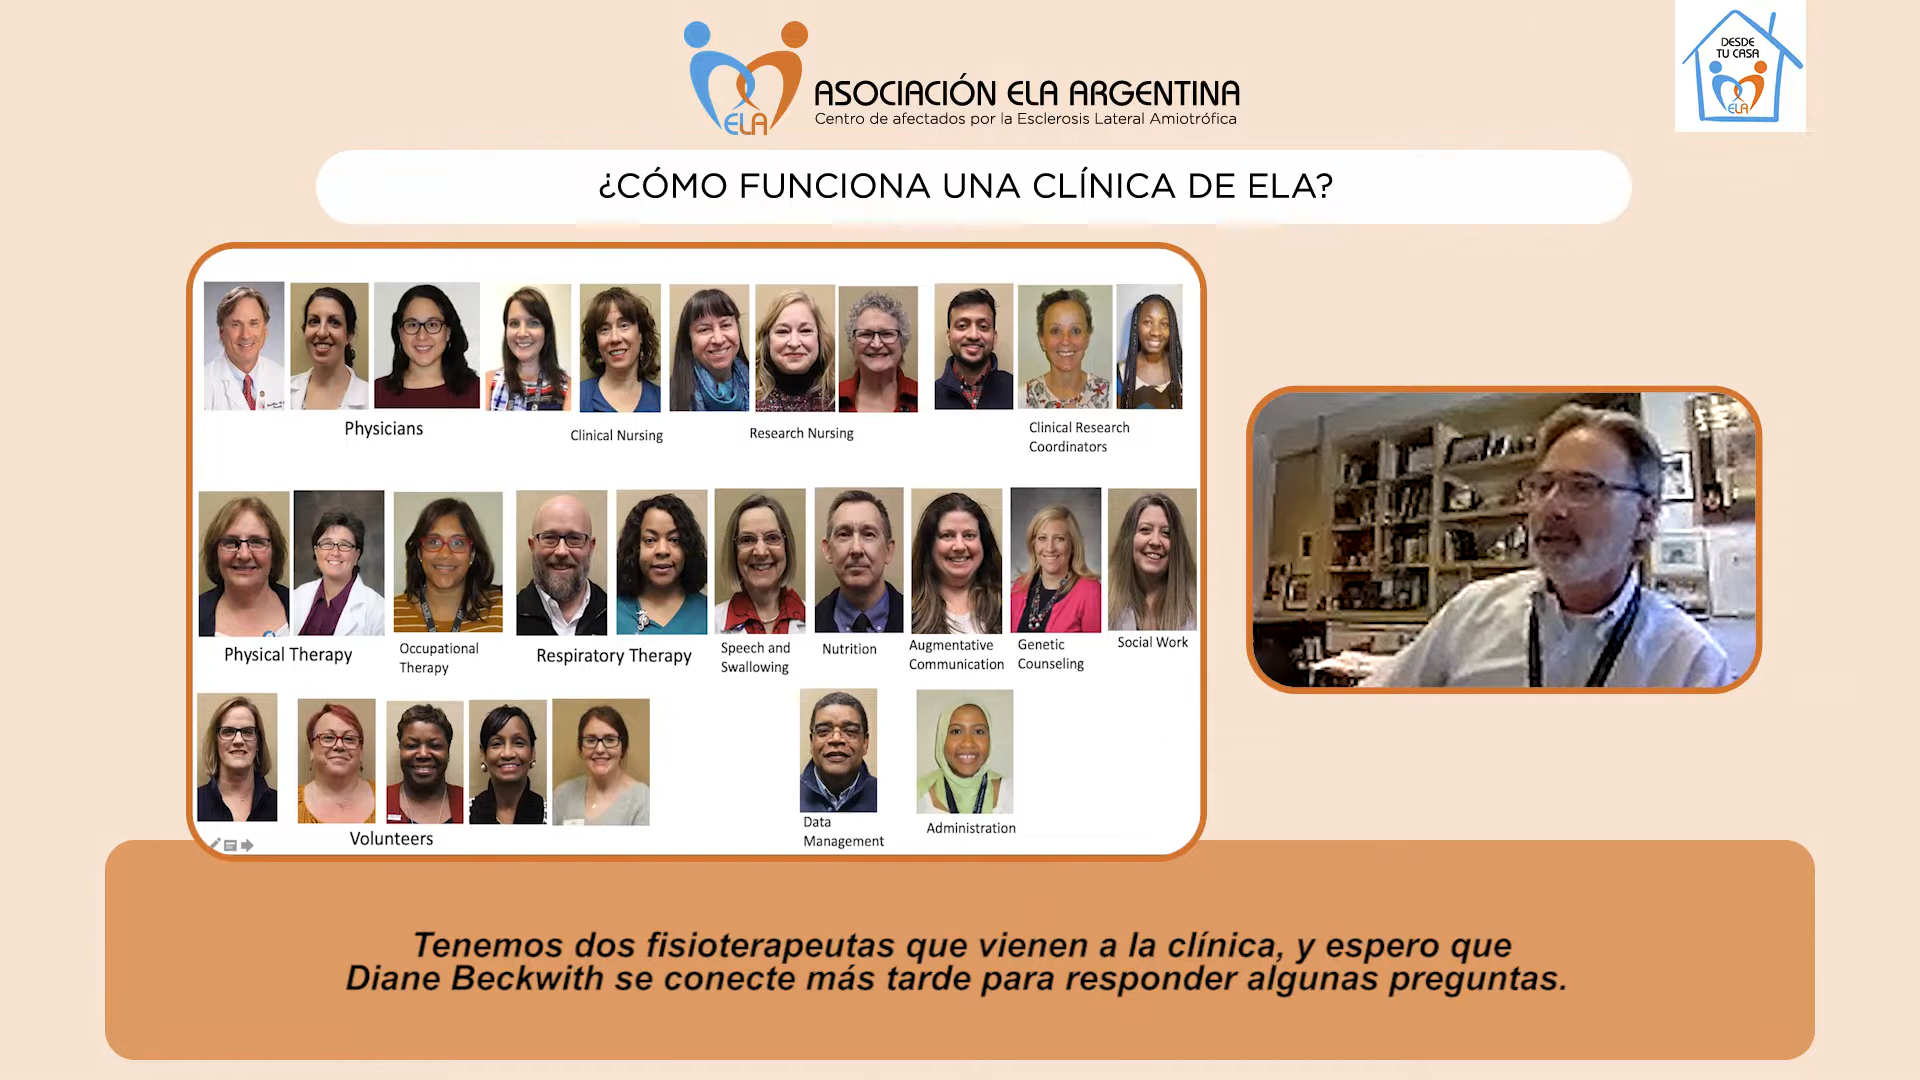 ELA
ASOCIACIÓN ELA ARGENTINA
Centro de afectados por la Esclerosis Lateral Amiotrófica
DESDE
TU CASA
ELA
¿CÓMO FUNCIONA UNA CLÍNICA DE ELA?
Physicians
Clinical Nursing
Research Nursing
Clinical Research
Coordinators
Physical Therapy
Occupational
Therapy
Respiratory Therapy
Speech and
Swallowing
Nutrition
Augmentative
Communication
Genetic
Counseling
Social Work
Volunteers
Data
Management
Administration
Tenemos dos fisioterapeutas que vienen a la clínica, y espero que
Diane Beckwith se conecte más tarde para responder algunas preguntas.